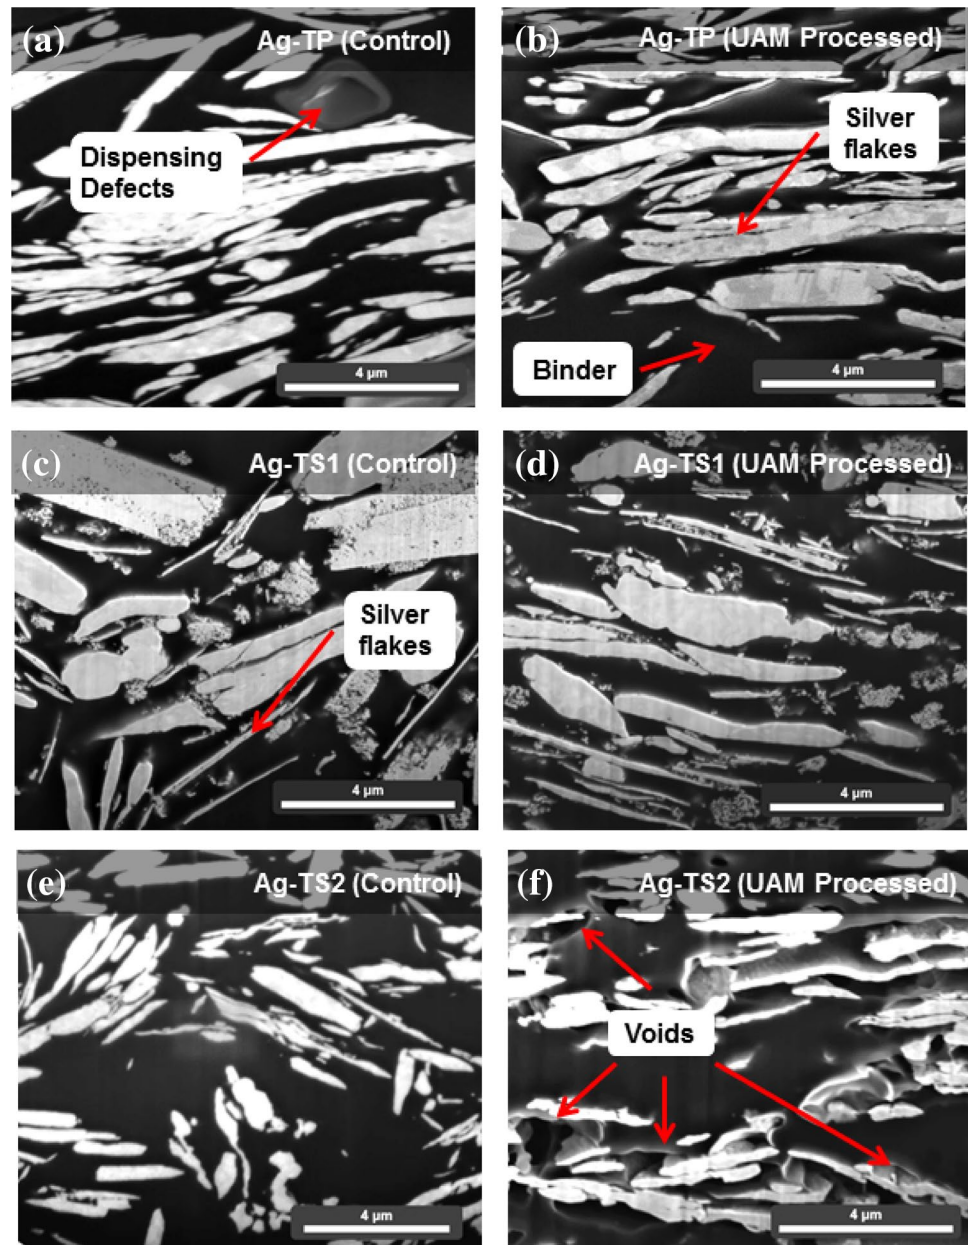 (a) Ag-TP (Control)
Dispensing
Defects
4 µm
(b) Ag-TP (UAM Processed)
Silver
flakes
Binder
4 µm
(c) Ag-TS1 (Control)
Silver
flakes
4 µm
(d) Ag-TS1 (UAM Processed)
4 µm
(e) Ag-TS2 (Control)
4 µm
(f) Ag-TS2 (UAM Processed)
Voids
4 µm